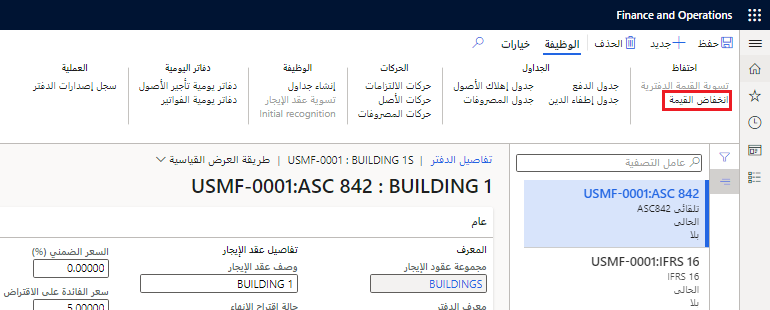 Finance and Operations
حفظ
جديد
الحذف
الوظيفة
خيارات
احتفاظ
تسوية القيمة الدفترية
انخفاض القيمة
الجداول
جدول الدفع
جدول إهلاك الأصول
جدول إطفاء الدين
جدول المصروفات
الحركات
حركات الالتزامات
حركات الأصل
حركات المصروفات
الوظيفة
إنشاء جداول
تسوية عقد الإيجار
Initial recognition
دفاتر اليومية
دفاتر يومية تأجير الأصول
دفاتر يومية الفواتير
العملية
سجل إصدارات الدفتر
عامل التصفية
USMF-0001:ASC 842
تلقائي ASC842
الحالي
بلا
USMF-0001:IFRS 16
IFRS 16
الحالي
بلا
تفاصيل الدفتر | USMF-0001 : BUILDING 1S | طريقة العرض القياسية
USMF-0001:ASC 842 : BUILDING 1
عام
المعرف
مجموعة عقود الإيجار
BUILDINGS
معرف الدفتر
تفاصيل عقد الإيجار
وصف عقد الإيجار
BUILDING 1
حالة اقتراح الإنهاء
السعر الضمني (%)
0.00000
سعر الفائدة على الاقتراض
5.00000